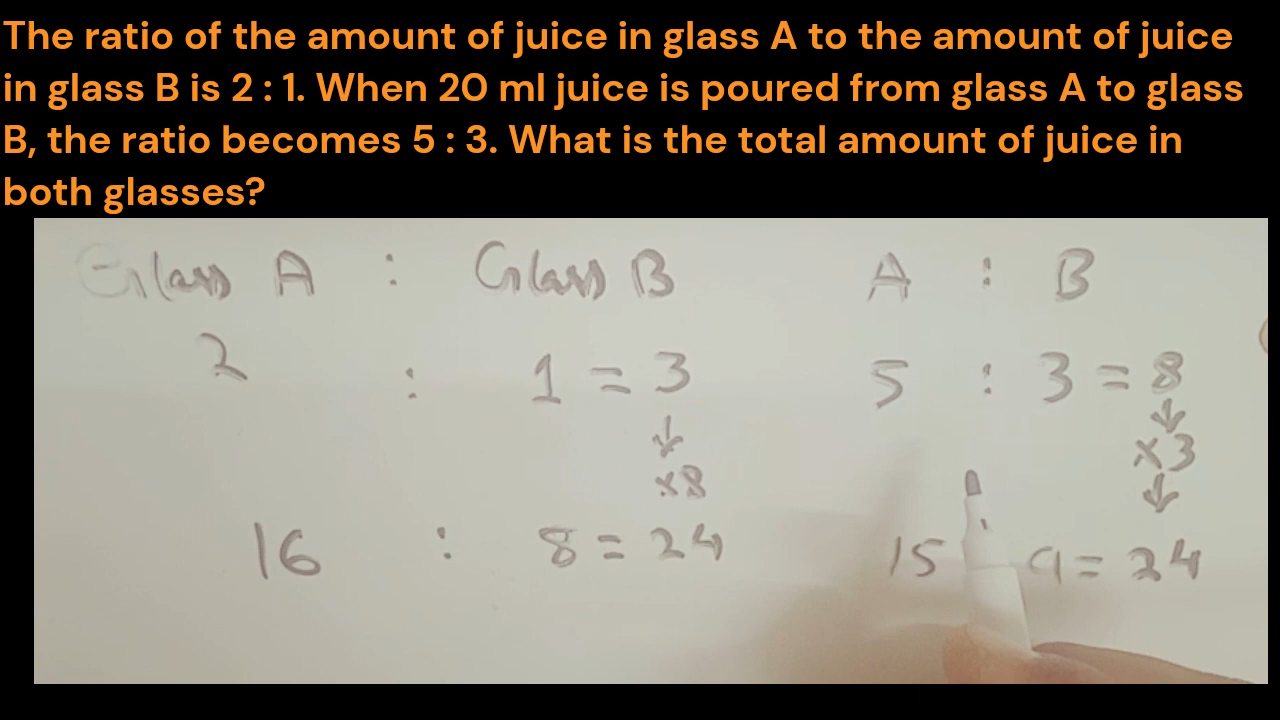 The ratio of the amount of juice in glass A to the amount of juice
in glass B is 2 : 1. When 20 ml juice is poured from glass A to glass
B, the ratio becomes 5 : 3. What is the total amount of juice in
both glasses?
Glass A : Glass B A : B
2 : 1 = 3 5 : 3 = 8
↓ ↓
×8 ×3
↓
16 : 8 = 24 15 : 9 = 24